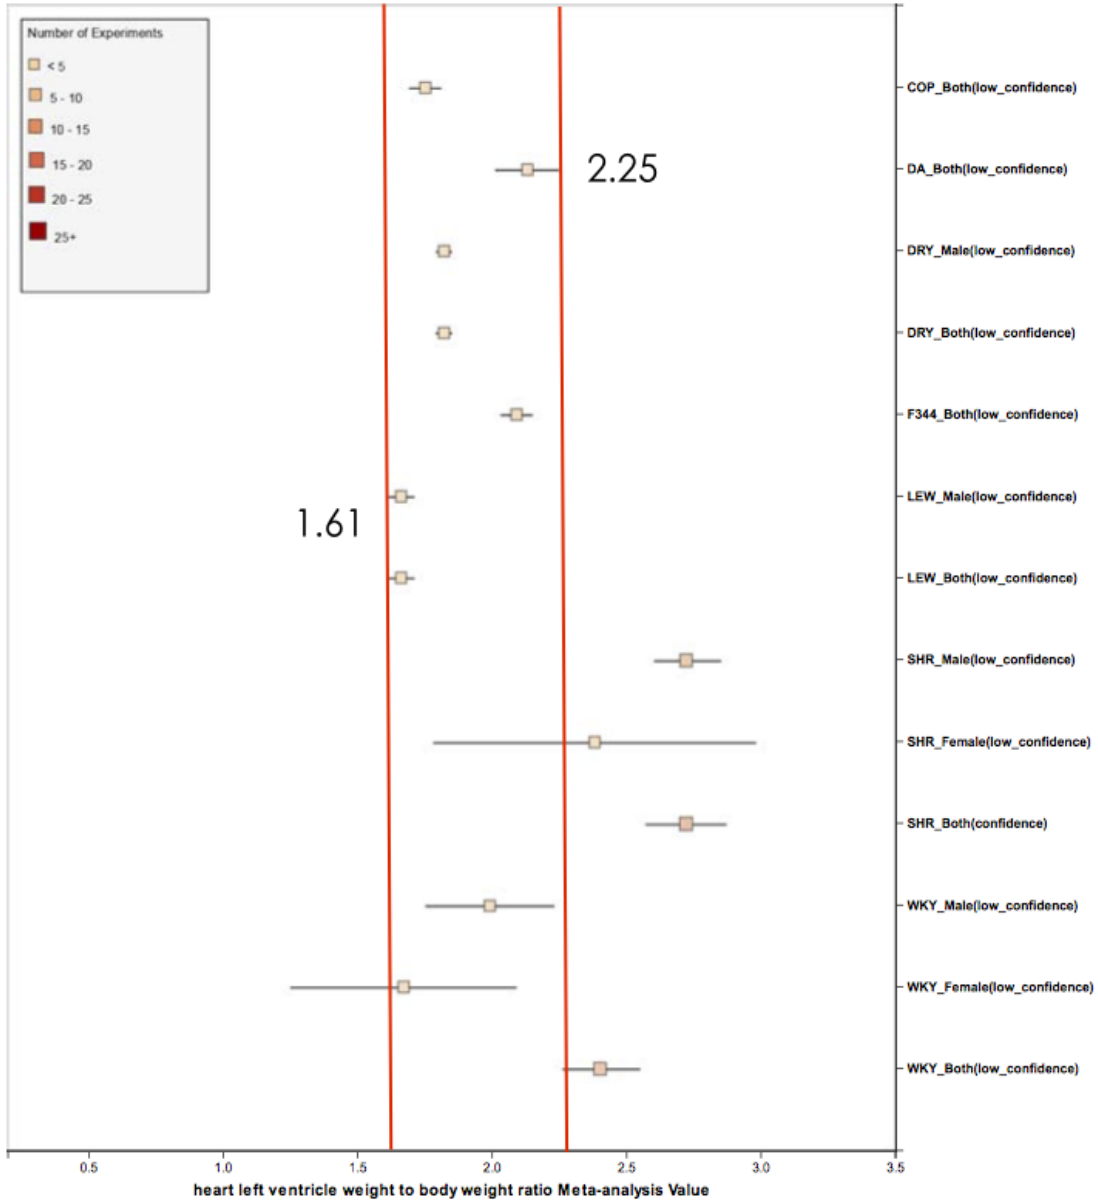 Number of Experiments
< 5
5 - 10
10 - 15
15 - 20
20 - 25
25+
COP_Both(low_confidence)
2.25
DA_Both(low_confidence)
DRY_Male(low_confidence)
DRY_Both(low_confidence)
F344_Both(low_confidence)
LEW_Male(low_confidence)
1.61
LEW_Both(low_confidence)
SHR_Male(low_confidence)
SHR_Female(low_confidence)
SHR_Both(confidence)
WKY_Male(low_confidence)
WKY_Female(low_confidence)
WKY_Both(low_confidence)
0.5 1.0 1.5 2.0 2.5 3.0 3.5
heart left ventricle weight to body weight ratio Meta-analysis Value